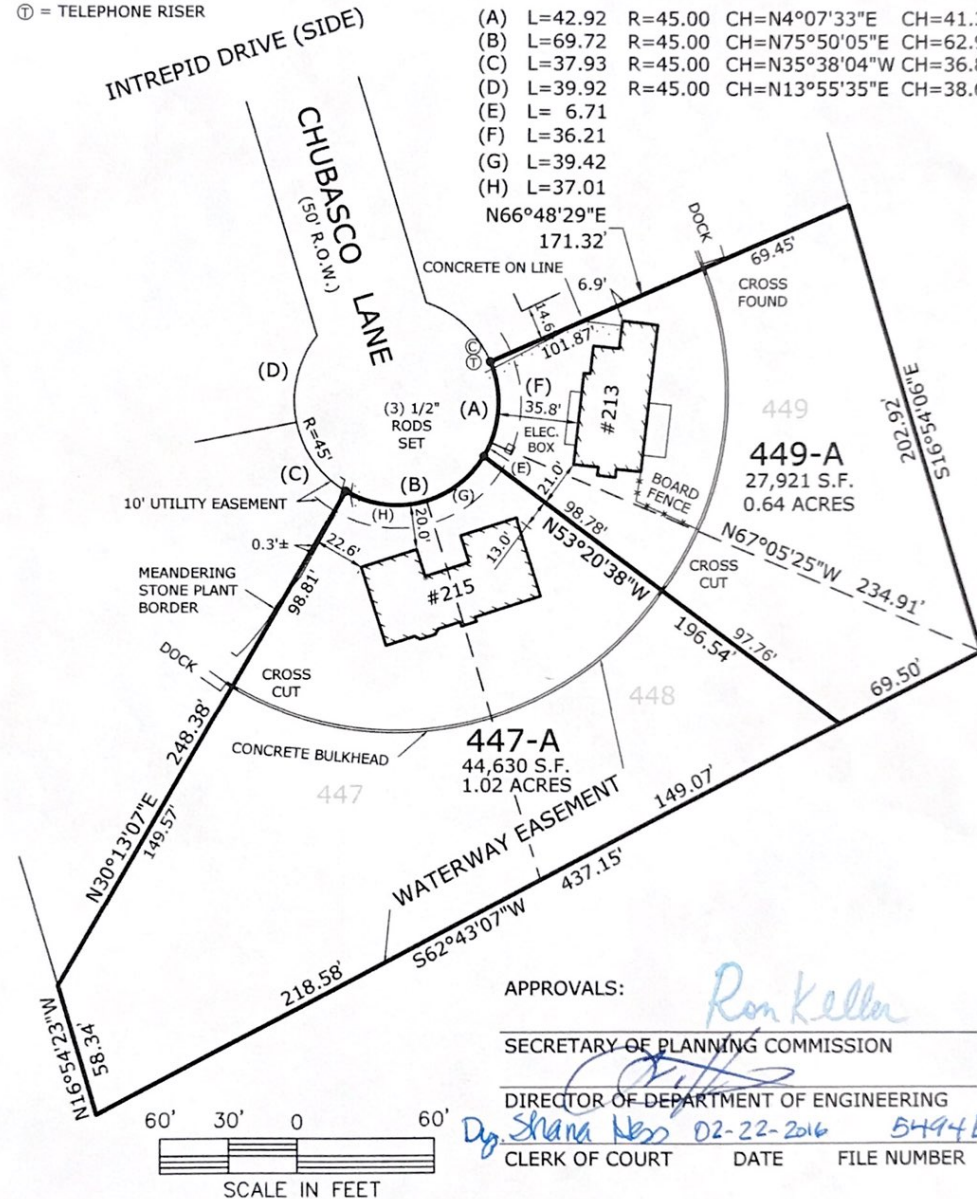 Ⓣ = TELEPHONE RISER
(A) L=42.92 R=45.00 CH=N4°07'33"E
(B) L=69.72 R=45.00 CH=N75°50'05"E
(C) L=37.93 R=45.00 CH=N35°38'04"W
(D) L=39.92 R=45.00 CH=N13°55'35"E
(E) L= 6.71
(F) L=36.21
(G) L=39.42
(H) L=37.01
INTREPID DRIVE (SIDE)
CHUBASCO LANE
(50' R.O.W.)
N66°48'29"E
171.32'
CONCRETE ON LINE
6.9'
DOCK
69.45'
CROSS
FOUND
14.6
101.87'
Ⓒ
Ⓣ
(D)
(A)
(F)
35.8'
#213
449
S16°54'06"E
202.92'
(3) 1/2"
RODS
SET
R=45'
ELEC.
BOX
(E)
21.0'
449-A
27,921 S.F.
0.64 ACRES
BOARD
FENCE
(C)
(B)
(G)
(H)
10' UTILITY EASEMENT
20.0'
98.78'
N53°20'38"W
N67°05'25"W 234.91'
0.3'±
22.6'
13.0'
#215
CROSS
CUT
MEANDERING
STONE PLANT
BORDER
98.81'
196.54'
97.76'
69.50'
DOCK
CROSS
CUT
448
248.38'
CONCRETE BULKHEAD
447-A
44,630 S.F.
1.02 ACRES
447
N30°13'07"E
149.57'
WATERWAY EASEMENT
149.07'
437.15'
S62°43'07"W
218.58'
N16°54'23"W
58.34'
APPROVALS:
Ron Keller
SECRETARY OF PLANNING COMMISSION
DIRECTOR OF DEPARTMENT OF ENGINEERING
Dy. Shana 02-22-2016
CLERK OF COURT DATE FILE NUMBER
60' 30' 0 60'
SCALE IN FEET